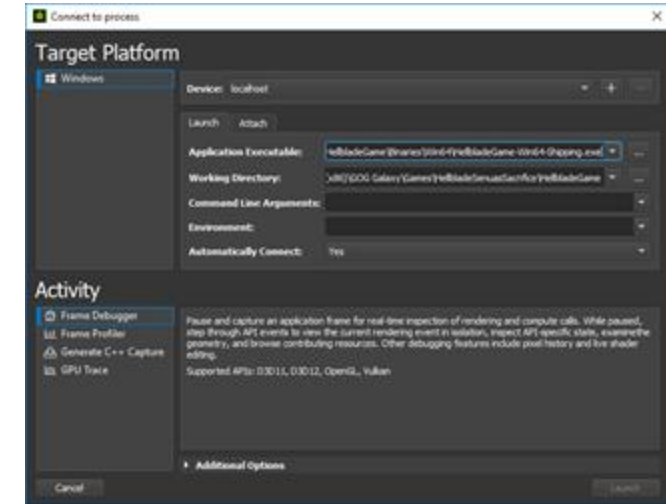 Connect to process
Target Platform
Windows
Device: localhost
Launch Attach
Application Executable: HellbladeGame\Binaries\Win64\HellbladeGame-Win64-Shipping.exe
Working Directory: x86)\GOG Galaxy\Games\HellbladeSenuasSacrifice\HellbladeGame
Command Line Arguments:
Environment:
Automatically Connect: Yes
Activity
Frame Debugger
Frame Profiler
Generate C++ Capture
GPU Trace
Pause and capture an application frame for real-time inspection of rendering and compute calls. While paused,
step through API events to view the current rendering event in isolation, inspect API-specific state, examinethe
geometry, and browse contributing resources. Other debugging features include pixel history and live shader
editing.
Supported APIs: D3D11, D3D12, OpenGL, Vulkan
Additional Options
Cancel Launch